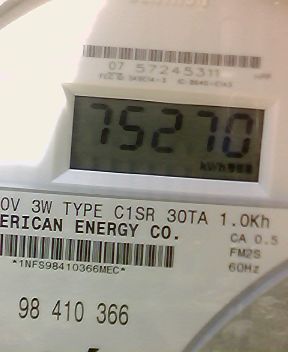 07 57245311
75270
kWh 888
0V 3W TYPE C1SR 30TA 1.0Kh
ERICAN ENERGY CO.
CA 0.5
FM2S
60Hz
*1NFS98410366MEC*
98 410 366